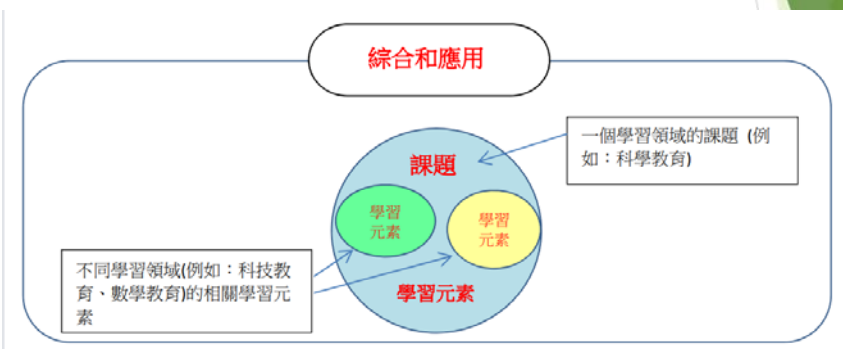 綜合和應用
一個學習領域的課題 (例
如：科學教育)
課題
學習
元素
學習
元素
不同學習領域(例如：科技教
育、數學教育)的相關學習元
素
學習元素